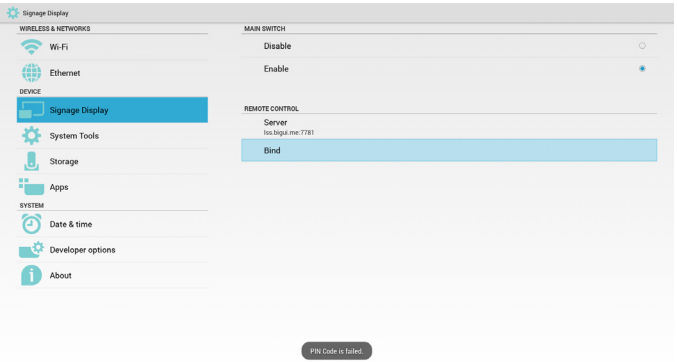 Signage Display
WIRELESS & NETWORKS
Wi-Fi
Ethernet
DEVICE
Signage Display
System Tools
Storage
Apps
SYSTEM
Date & time
Developer options
About
MAIN SWITCH
Disable
Enable
REMOTE CONTROL
Server
lss.bigui.me:7781
Bind
PIN Code is failed.